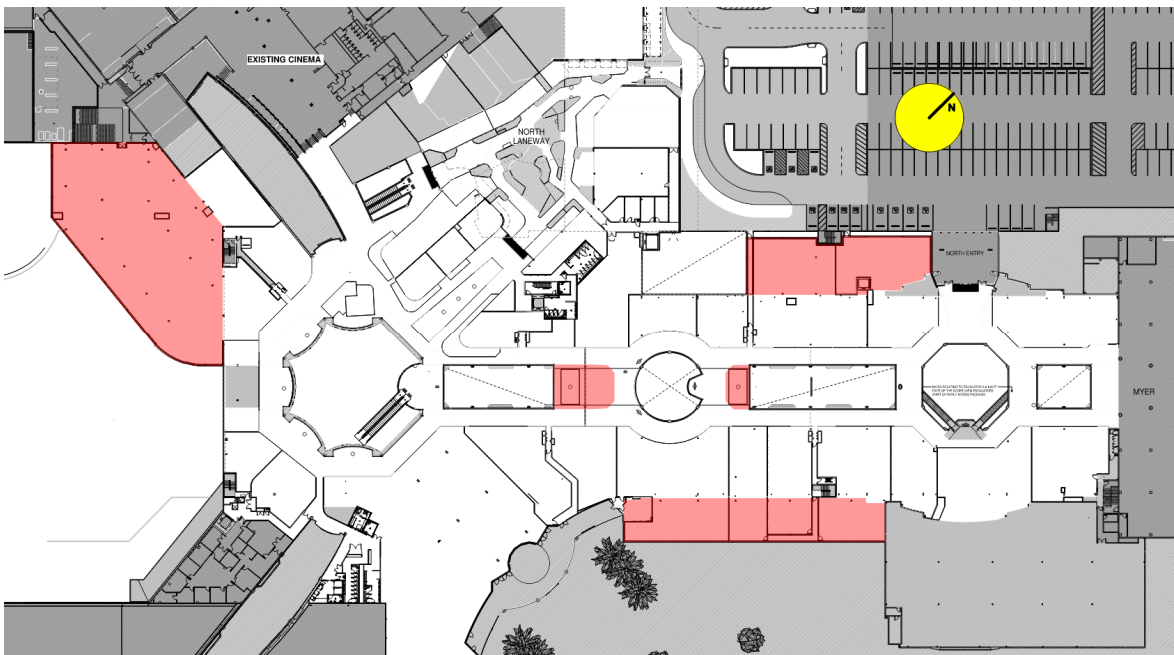 EXISTING CINEMA
N
NORTH
LANEWAY
NORTH ENTRY
MYER